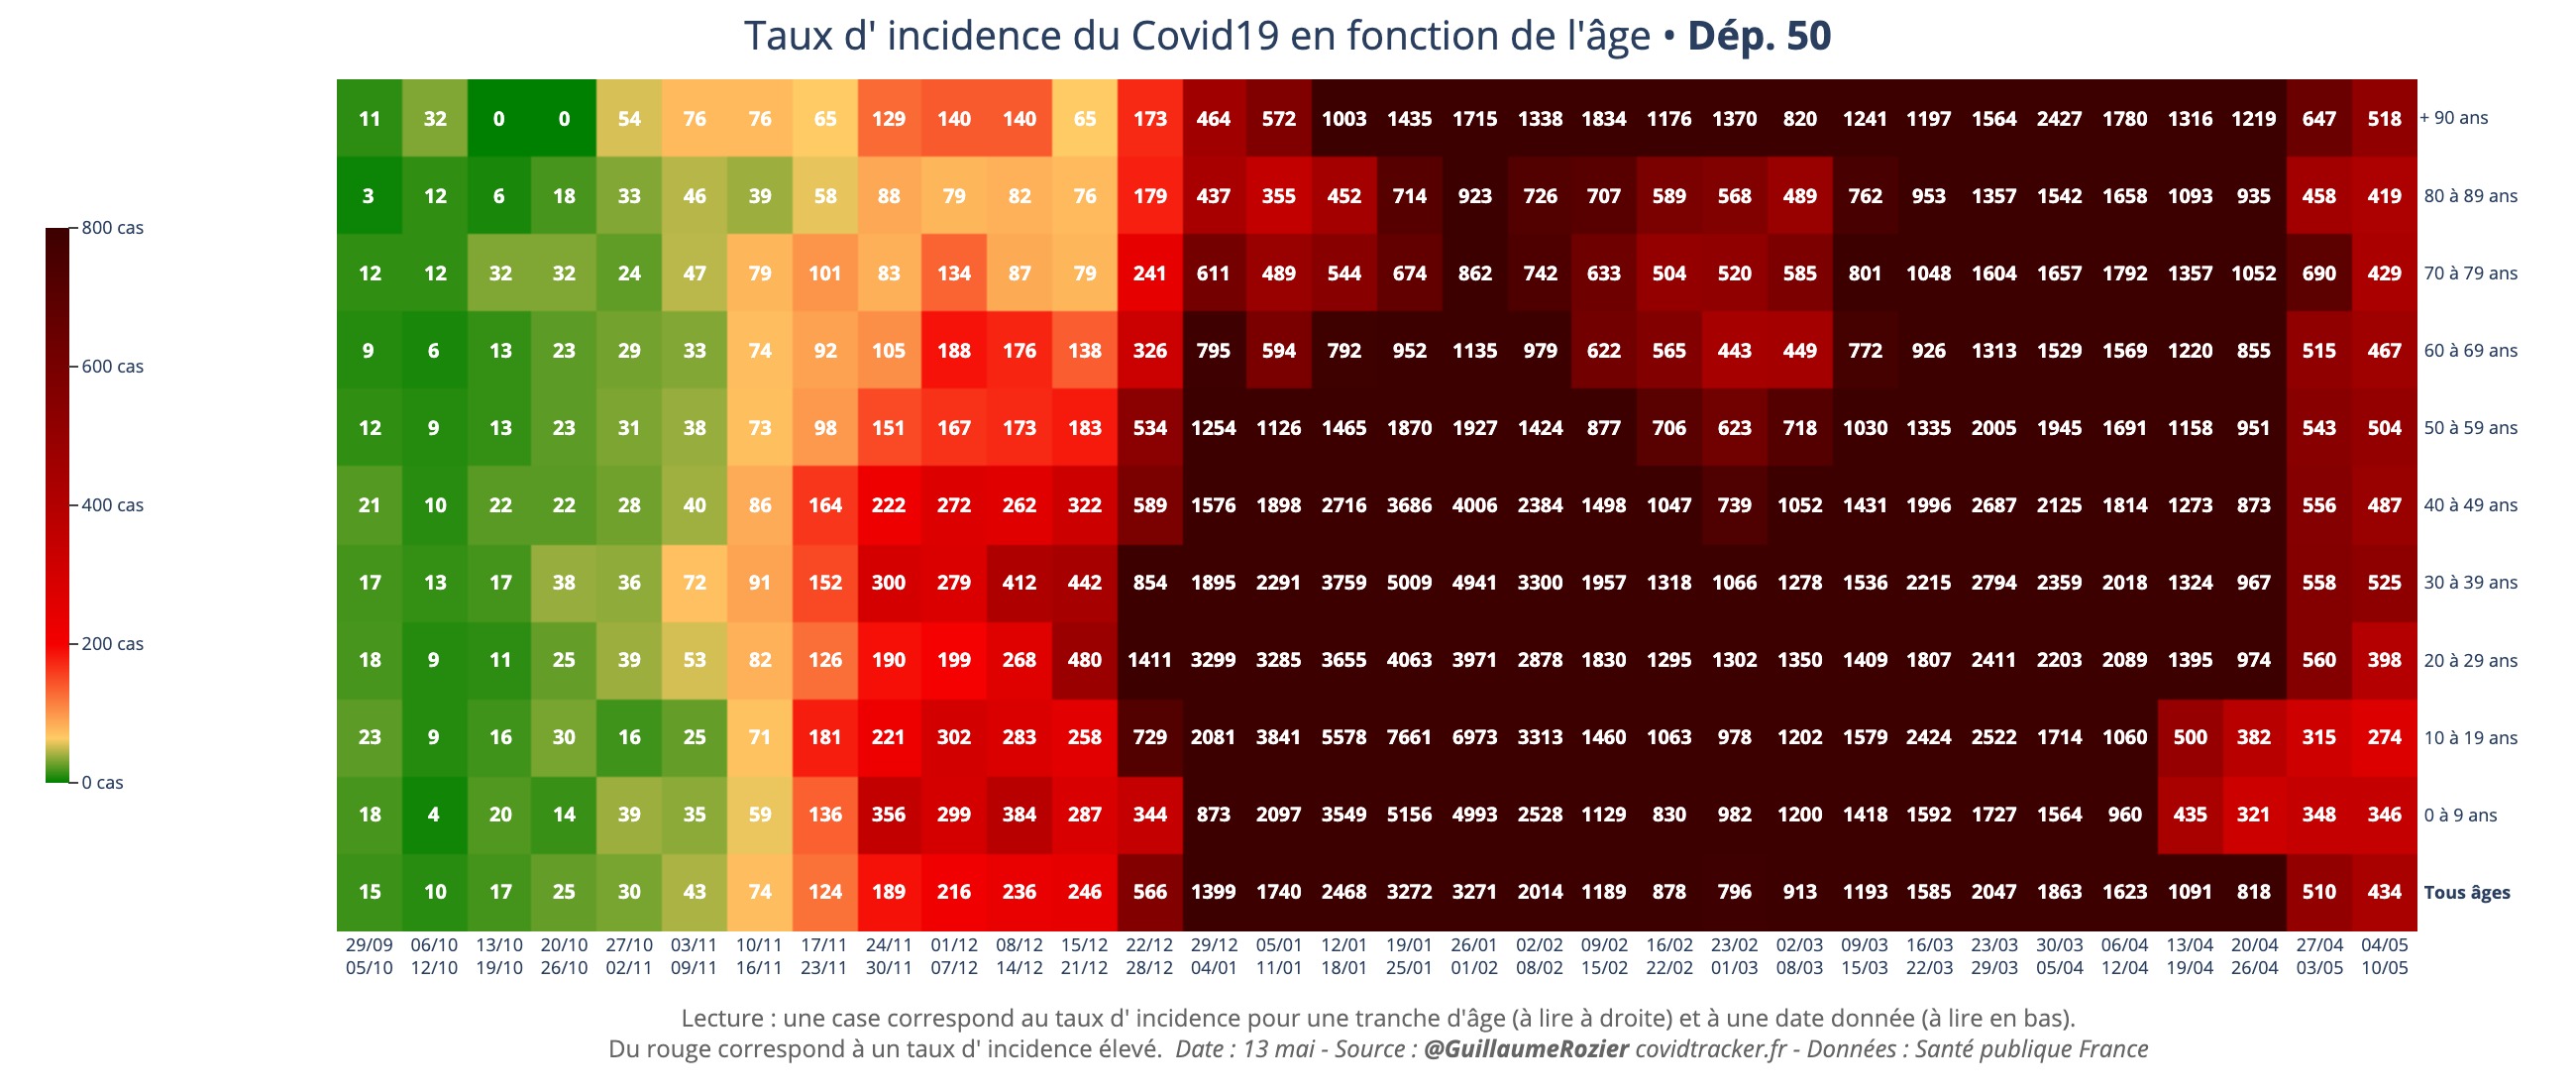 Taux d' incidence du Covid19 en fonction de l'âge • Dép. 50
800 cas
600 cas
400 cas
200 cas
0 cas
11 32 0 0 54 76 76 65 129 140 140 65 173 464 572 1003 1435 1715 1338 1834 1176 1370 820 1241 1197 1564 2427 1780 1316 1219 647 518 + 90 ans
3 12 6 18 33 46 39 58 88 79 82 76 179 437 355 452 714 923 726 707 589 568 489 762 953 1357 1542 1658 1093 935 458 419 80 à 89 ans
12 12 32 32 24 47 79 101 83 134 87 79 241 611 489 544 674 862 742 633 504 520 585 801 1048 1604 1657 1792 1357 1052 690 429 70 à 79 ans
9 6 13 23 29 33 74 92 105 188 176 138 326 795 594 792 952 1135 979 622 565 443 449 772 926 1313 1529 1569 1220 855 515 467 60 à 69 ans
12 9 13 23 31 38 73 98 151 167 173 183 534 1254 1126 1465 1870 1927 1424 877 706 623 718 1030 1335 2005 1945 1691 1158 951 543 504 50 à 59 ans
21 10 22 22 28 40 86 164 222 272 262 322 589 1576 1898 2716 3686 4006 2384 1498 1047 739 1052 1431 1996 2687 2125 1814 1273 873 556 487 40 à 49 ans
17 13 17 38 36 72 91 152 300 279 412 442 854 1895 2291 3759 5009 4941 3300 1957 1318 1066 1278 1536 2215 2794 2359 2018 1324 967 558 525 30 à 39 ans
18 9 11 25 39 53 82 126 190 199 268 480 1411 3299 3285 3655 4063 3971 2878 1830 1295 1302 1350 1409 1807 2411 2203 2089 1395 974 560 398 20 à 29 ans
23 9 16 30 16 25 71 181 221 302 283 258 729 2081 3841 5578 7661 6973 3313 1460 1063 978 1202 1579 2424 2522 1714 1060 500 382 315 274 10 à 19 ans
18 4 20 14 39 35 59 136 356 299 384 287 344 873 2097 3549 5156 4993 2528 1129 830 982 1200 1418 1592 1727 1564 960 435 321 348 346 0 à 9 ans
15 10 17 25 30 43 74 124 189 216 236 246 566 1399 1740 2468 3272 3271 2014 1189 878 796 913 1193 1585 2047 1863 1623 1091 818 510 434 Tous âges
29/09 06/10 13/10 20/10 27/10 03/11 10/11 17/11 24/11 01/12 08/12 15/12 22/12 29/12 05/01 12/01 19/01 26/01 02/02 09/02 16/02 23/02 02/03 09/03 16/03 23/03 30/03 06/04 13/04 20/04 27/04 04/05
05/10 12/10 19/10 26/10 02/11 09/11 16/11 23/11 30/11 07/12 14/12 21/12 28/12 04/01 11/01 18/01 25/01 01/02 08/02 15/02 22/02 01/03 08/03 15/03 22/03 29/03 05/04 12/04 19/04 26/04 03/05 10/05
Lecture : une case correspond au taux d' incidence pour une tranche d'âge (à lire à droite) et à une date donnée (à lire en bas).
Du rouge correspond à un taux d' incidence élevé. Date : 13 mai - Source : @GuillaumeRozier covidtracker.fr - Données : Santé publique France